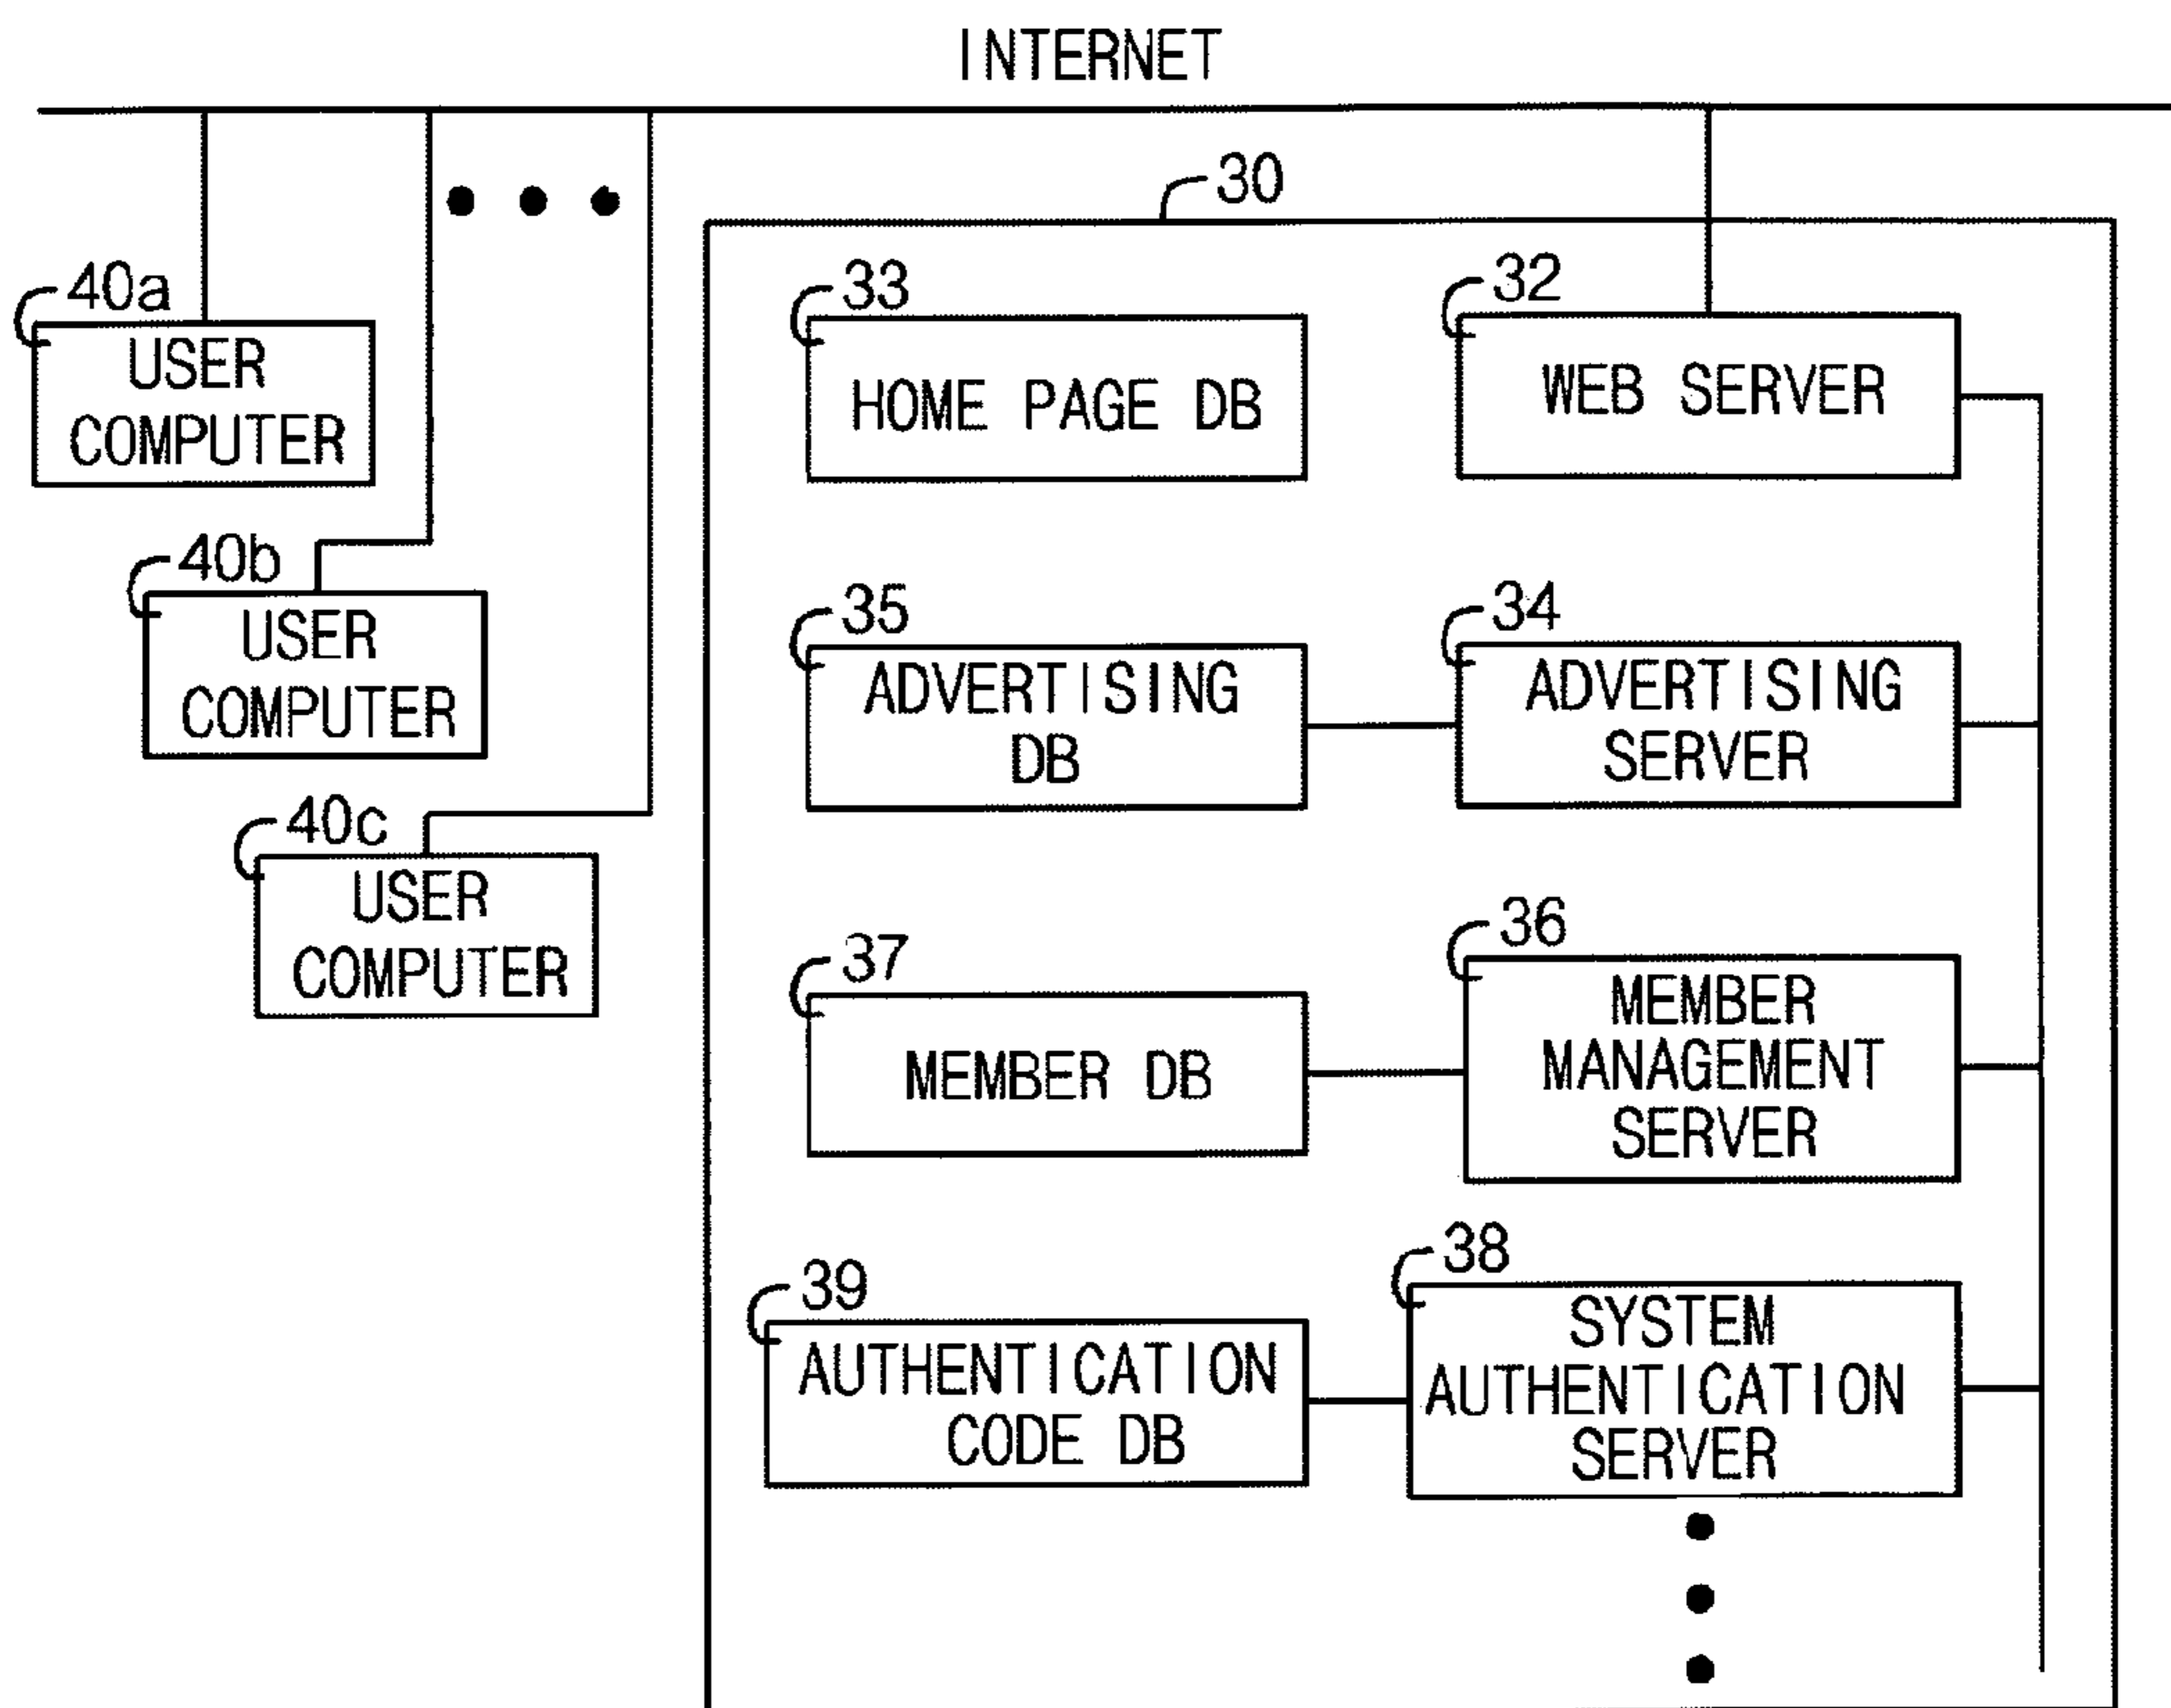 INTERNET
30
40a
USER
COMPUTER
40b
USER
COMPUTER
40c
USER
COMPUTER
33
HOME PAGE DB
32
WEB SERVER
35
ADVERTISING
DB
34
ADVERTISING
SERVER
37
MEMBER DB
36
MEMBER
MANAGEMENT
SERVER
39
AUTHENTICATION
CODE DB
38
SYSTEM
AUTHENTICATION
SERVER